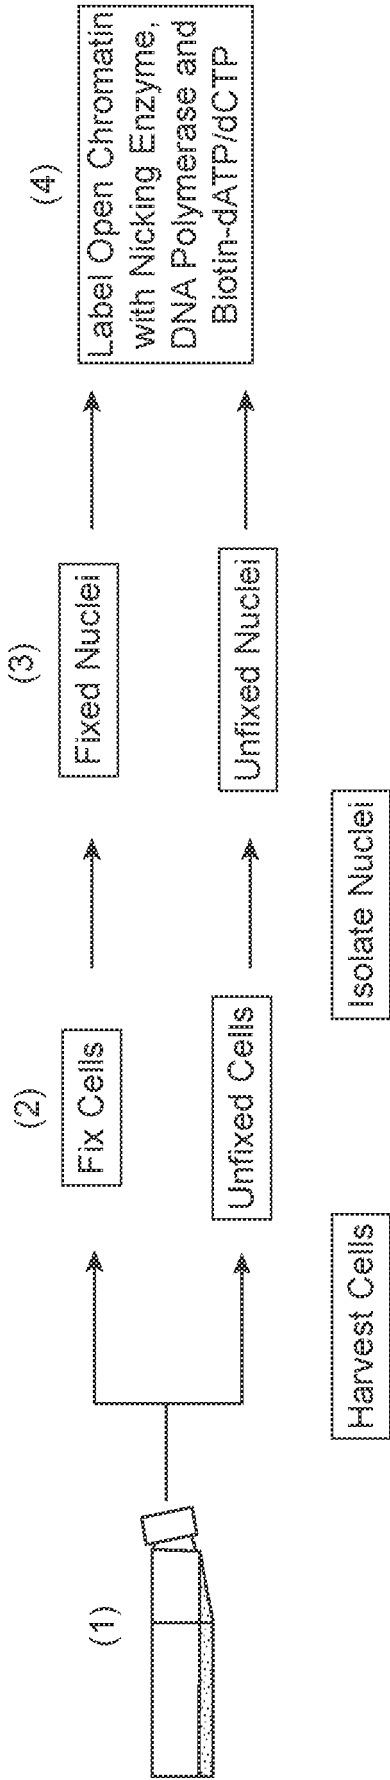 (1)
(2)
(3)
(4)
Fix Cells
Fixed Nuclei
Label Open Chromatin
with Nicking Enzyme,
DNA Polymerase and
Biotin-dATP/dCTP
Unfixed Cells
Unfixed Nuclei
Harvest Cells
Isolate Nuclei